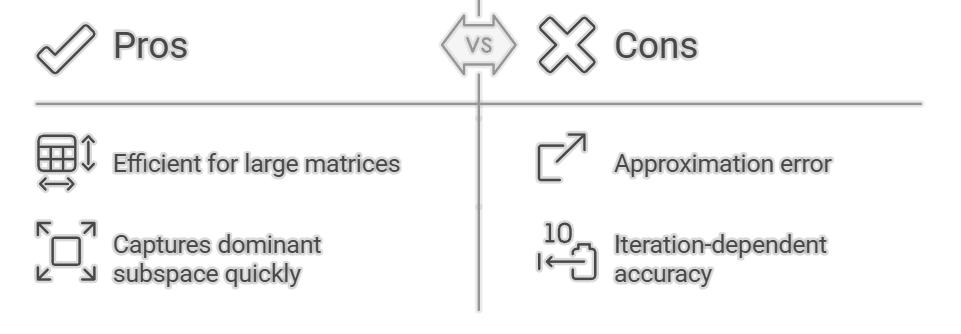 Pros
VS
Cons
Efficient for large matrices
Approximation error
Captures dominant
subspace quickly
10
Iteration-dependent
accuracy